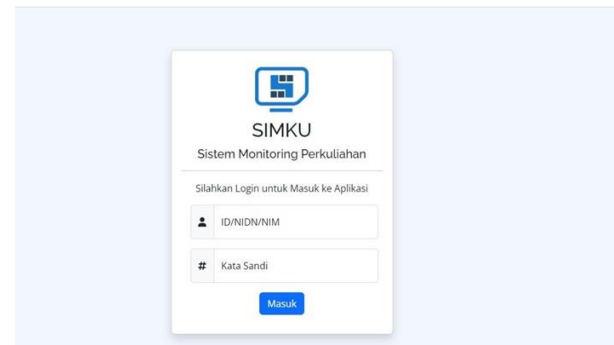 SIMKU
Sistem Monitoring Perkuliahan
Silahkan Login untuk Masuk ke Aplikasi
ID/NIDN/NIM
# Kata Sandi
Masuk